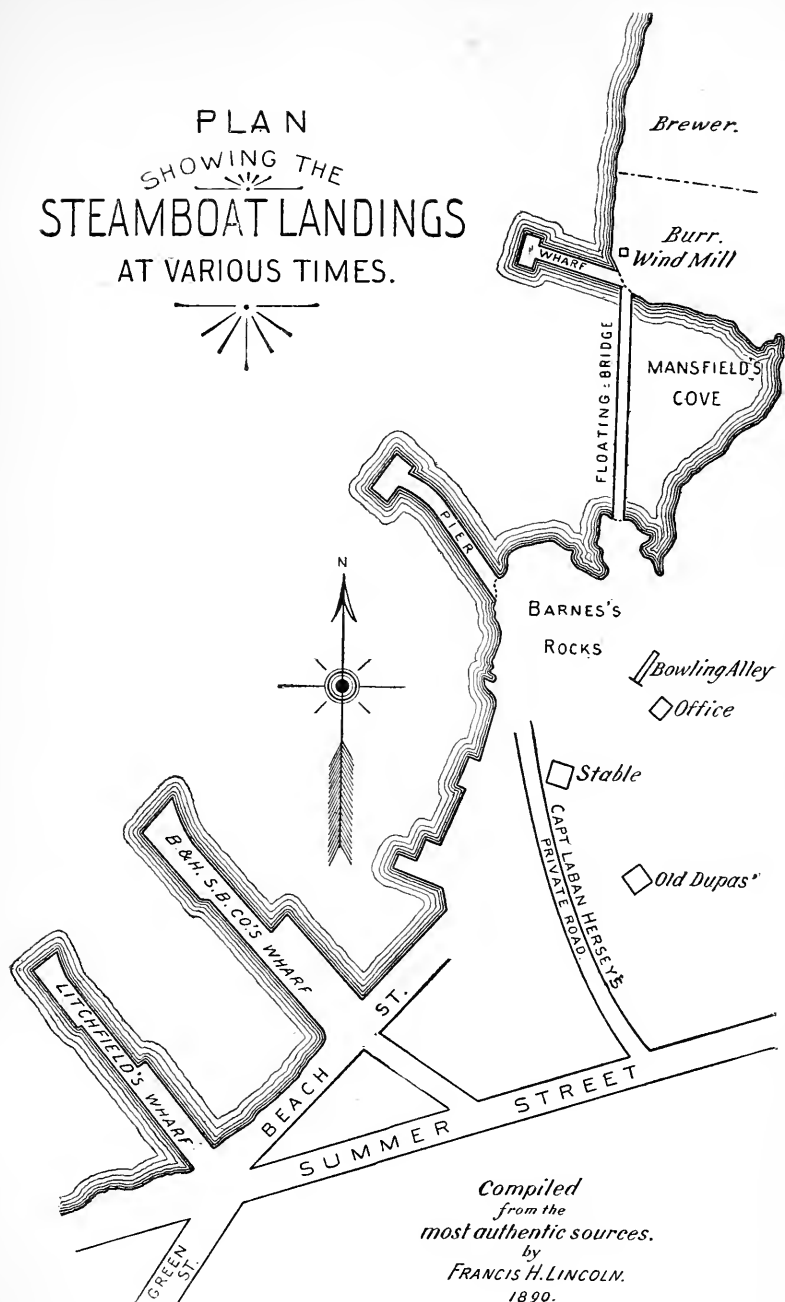 PLAN
SHOWING THE
STEAMBOAT LANDINGS
AT VARIOUS TIMES.
Brewer.
Burr.
Wind Mill
WHARF
FLOATING : BRIDGE
MANSFIELD'S
COVE
PIER
N
BARNE'S
ROCKS
Bowling Alley
Office
Stable
CAPT LABAN HERSEY'S
PRIVATE ROAD.
Old Dupas'
B. & H. S. B. CO.'S WHARF
LITCHFIELD'S WHARF.
BEACH ST.
SUMMER STREET
GREEN
ST.
Compiled
from the
most authentic sources.
by
FRANCIS H. LINCOLN.
1890.